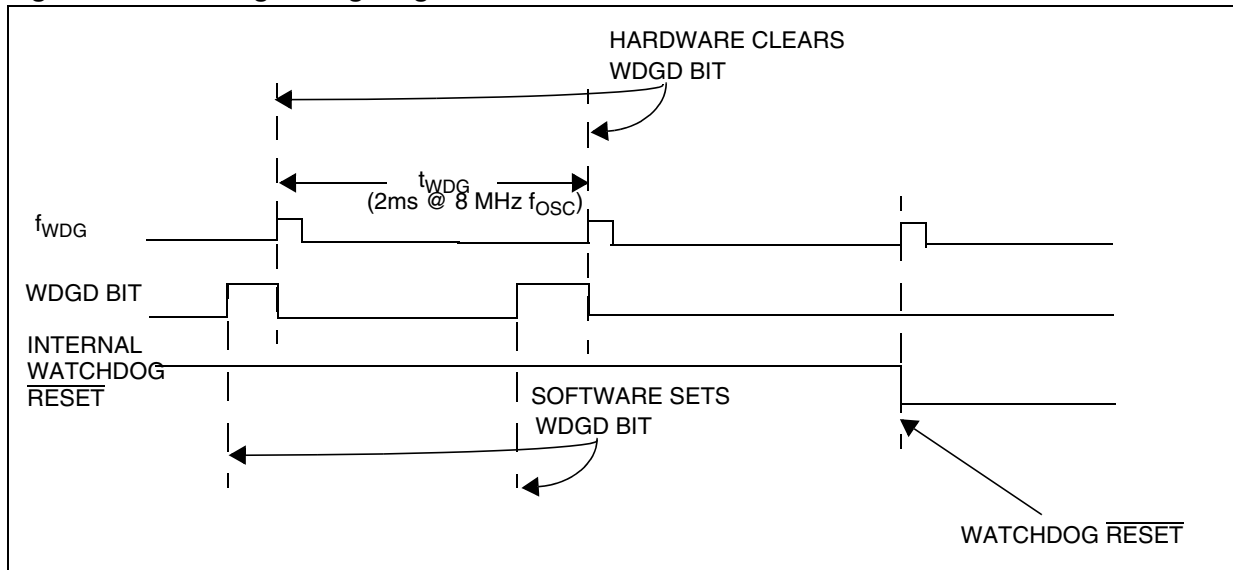 HARDWARE CLEARS
WDGD BIT
tWDG
(2ms @ 8 MHz fOSC)
fWDG
WDGD BIT
INTERNAL
WATCHDOG
RESET
SOFTWARE SETS
WDGD BIT
WATCHDOG RESET